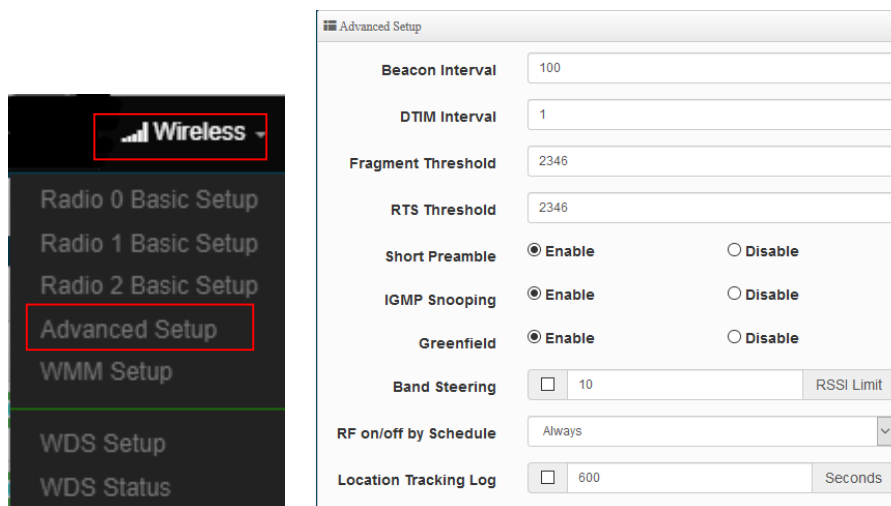 Wireless
Radio 0 Basic Setup
Radio 1 Basic Setup
Radio 2 Basic Setup
Advanced Setup
WMM Setup
WDS Setup
WDS Status
Advanced Setup
Beacon Interval 100
DTIM Interval 1
Fragment Threshold 2346
RTS Threshold 2346
Short Preamble Enable Disable
IGMP Snooping Enable Disable
Greenfield Enable Disable
Band Steering 10 RSSI Limit
RF on/off by Schedule Always
Location Tracking Log 600 Seconds